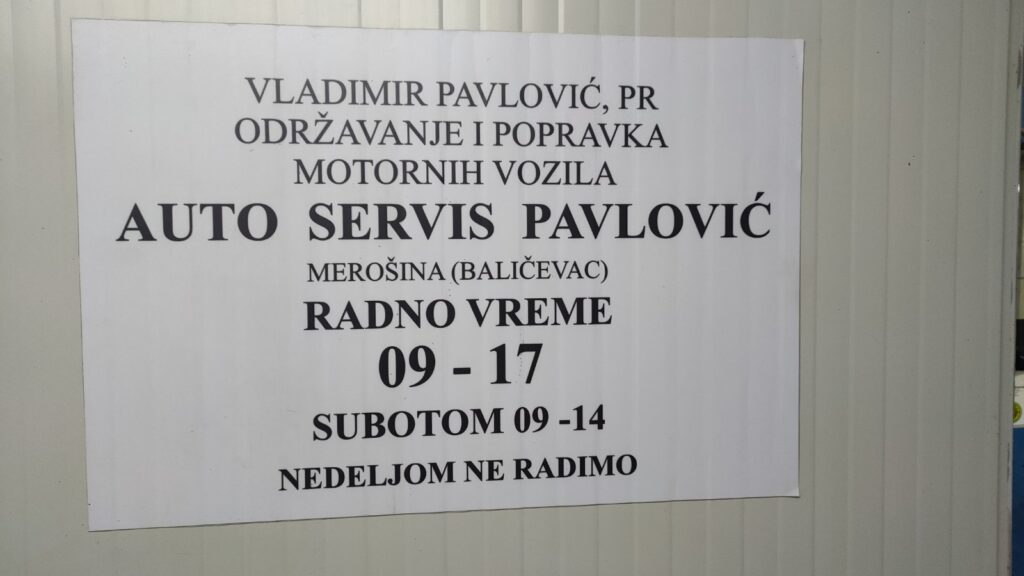 VLADIMIR PAVLOVIĆ, PR
ODRŽAVANJE I POPRAVKA
MOTORNIH VOZILA
AUTO SERVIS PAVLOVIĆ
MEROŠINA (BALIČEVAC)
RADNO VREME
09 - 17
SUBOTOM 09 -14
NEDELJOM NE RADIMO